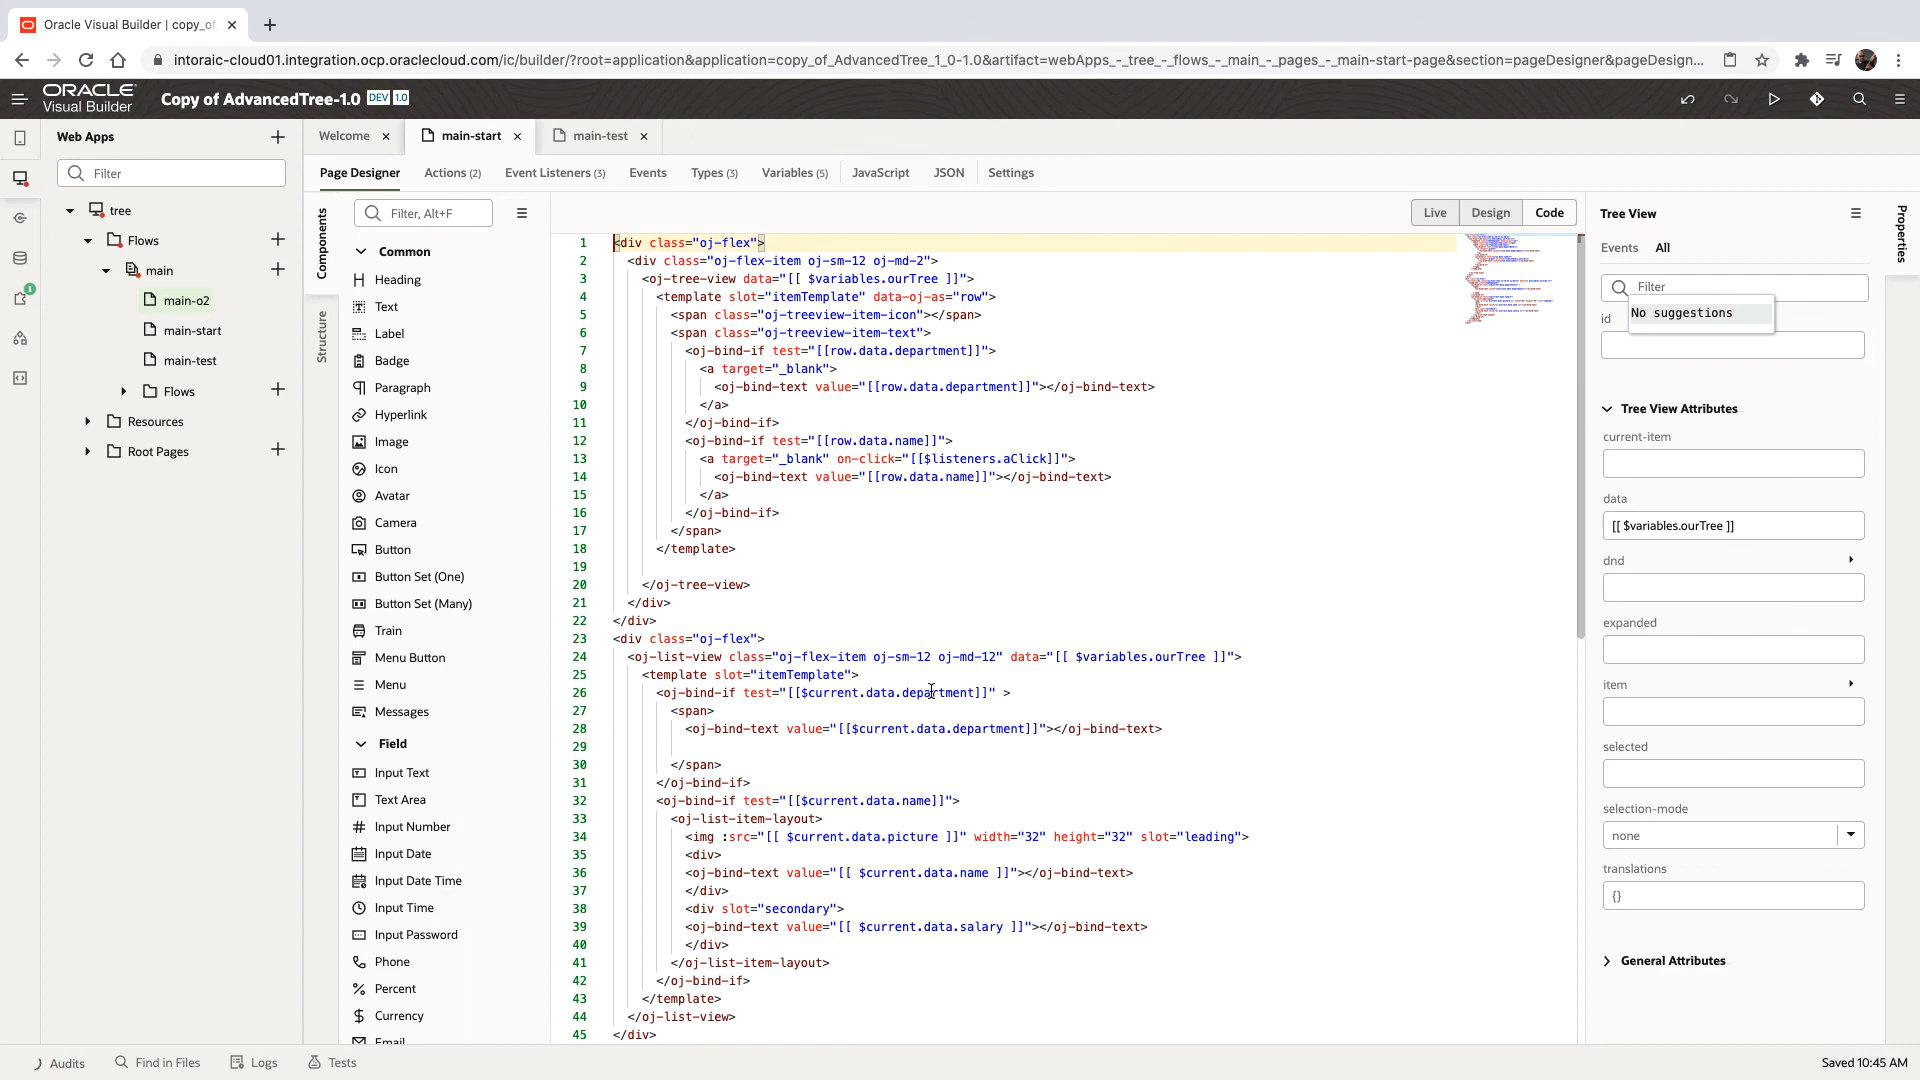 Oracle Visual Builder | copy_of
intoraic-cloud01.integration.ocp.oraclecloud.com/ic/builder/?root=application&application=copy_of_AdvancedTree_1_0-1.0&artifact=webApps_-_tree_-_flows_-_main_-_pages_-_main-start-page&section=pageDesigner&pageDesign...
ORACLE
Visual Builder
Copy of AdvancedTree-1.0 DEV 1.0
Web Apps
Filter
tree
Flows
main
main-o2
main-start
main-test
Flows
Resources
Root Pages
1
Welcome
main-start
main-test
Page Designer
Actions (2)
Event Listeners (3)
Events
Types (3)
Variables (5)
JavaScript
JSON
Settings
Components
Structure
Filter, Alt+F
Common
Heading
Text
Label
Badge
Paragraph
Hyperlink
Image
Icon
Avatar
Camera
Button
Button Set (One)
Button Set (Many)
Train
Menu Button
Menu
Messages
Field
Input Text
Text Area
Input Number
Input Date
Input Date Time
Input Time
Input Password
Phone
Percent
Currency
Email
Live
Design
Code
1 <div class="oj-flex">
2 <div class="oj-flex-item oj-sm-12 oj-md-2">
3 <oj-tree-view data="[[ $variables.ourTree ]]">
4 <template slot="itemTemplate" data-oj-as="row">
5 <span class="oj-treeview-item-icon"></span>
6 <span class="oj-treeview-item-text">
7 <oj-bind-if test="[[row.data.department]]">
8 <a target="_blank">
9 <oj-bind-text value="[[row.data.department]]"></oj-bind-text>
10 </a>
11 </oj-bind-if>
12 <oj-bind-if test="[[row.data.name]]">
13 <a target="_blank" on-click="[[$listeners.aClick]]">
14 <oj-bind-text value="[[row.data.name]]"></oj-bind-text>
15 </a>
16 </oj-bind-if>
17 </span>
18 </template>
19
20 </oj-tree-view>
21 </div>
22 </div>
23 <div class="oj-flex">
24 <oj-list-view class="oj-flex-item oj-sm-12 oj-md-12" data="[[ $variables.ourTree ]]">
25 <template slot="itemTemplate">
26 <oj-bind-if test="[[$current.data.department]]" >
27 <span>
28 <oj-bind-text value="[[$current.data.department]]"></oj-bind-text>
29
30 </span>
31 </oj-bind-if>
32 <oj-bind-if test="[[$current.data.name]]">
33 <oj-list-item-layout>
34 <img :src="[[ $current.data.picture ]]" width="32" height="32" slot="leading">
35 <div>
36 <oj-bind-text value="[[ $current.data.name ]]"></oj-bind-text>
37 </div>
38 <div slot="secondary">
39 <oj-bind-text value="[[ $current.data.salary ]]"></oj-bind-text>
40 </div>
41 </oj-list-item-layout>
42 </oj-bind-if>
43 </template>
44 </oj-list-view>
45 </div>
Tree View
Events
All
Filter
No suggestions
id
Tree View Attributes
current-item
data
[[ $variables.ourTree ]]
dnd
expanded
item
selected
selection-mode
none
translations
{}
General Attributes
Properties
Audits
Find in Files
Logs
Tests
Saved 10:45 AM